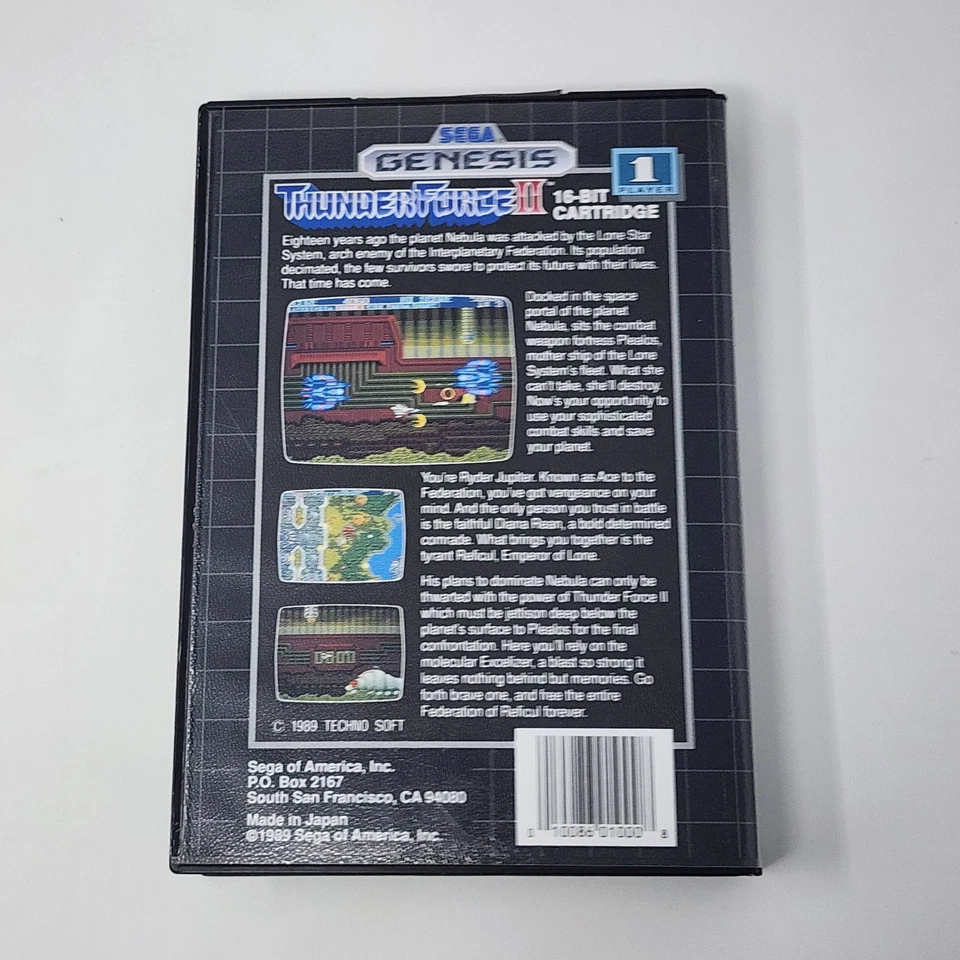 SEGA
GENESIS
1
PLAYER
THUNDER FORCE II™
16-BIT
CARTRIDGE
Eighteen years ago the planet Nebula was attacked by the Lone Star
System, arch enemy of the Interplanetary Federation. Its population
decimated, the few survivors swore to protect its future with their lives.
That time has come.
Docked in the space
portal of the planet
Nebula, sits the combat
weapon fortress Plealos,
mother ship of the Lone
System's fleet. What she
can't take, she'll destroy.
Now's your opportunity to
use your sophisticated
combat skills and save
your planet.
You're Ryder Jupiter. Known as Ace to the
Federation, you've got vengeance on your
mind. And the only person you trust in battle
is the faithful Diana Rean, a bold determined
comrade. What brings you together is the
tyrant Reficul, Emperor of Lone.
His plans to dominate Nebula can only be
thwarted with the power of Thunder Force II
which must be jettison deep below the
planet's surface to Plealos for the final
confrontation. Here you'll rely on the
molecular Excelizer, a blast so strong it
leaves nothing behind but memories. Go
forth brave one, and free the entire
Federation of Reficul forever.
© 1989 TECHNO SOFT
Sega of America, Inc.
P.O. Box 2167
South San Francisco, CA 94080
Made in Japan
©1989 Sega of America, Inc.
0 10086 01000 8